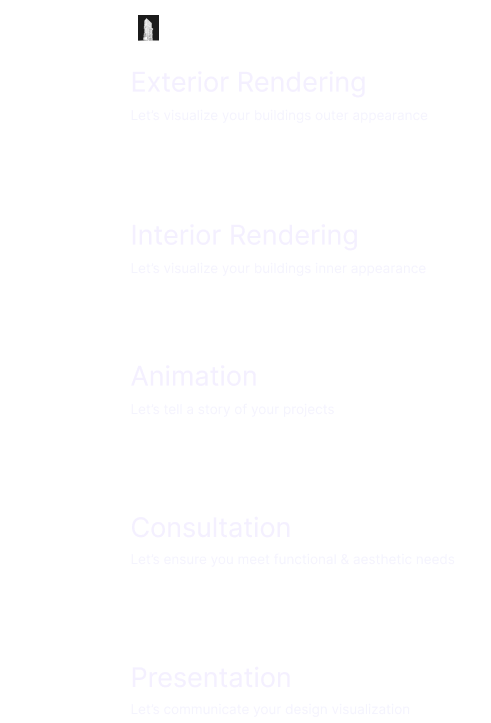 Exterior Rendering
Let's visualize your buildings outer appearance
Interior Rendering
Let's visualize your buildings inner appearance
Animation
Let's tell a story of your projects
Consultation
Let's ensure you meet functional & aesthetic needs
Presentation
Let's communicate your design visualization